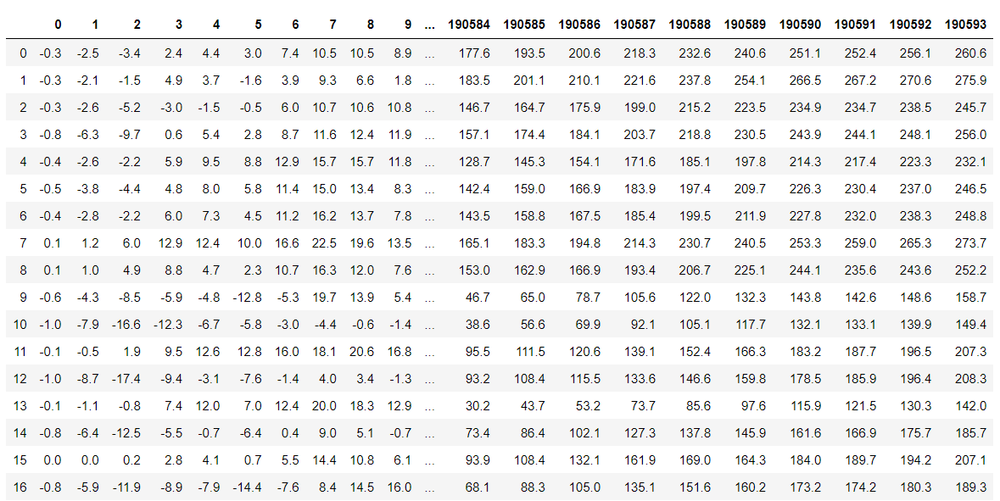 0 1 2 3 4 5 6 7 8 9 ... 190584 190585 190586 190587 190588 190589 190590 190591 190592 190593
0 -0.3 -2.5 -3.4 2.4 4.4 3.0 7.4 10.5 10.5 8.9 ... 177.6 193.5 200.6 218.3 232.6 240.6 251.1 252.4 256.1 260.6
1 -0.3 -2.1 -1.5 4.9 3.7 -1.6 3.9 9.3 6.6 1.8 ... 183.5 201.1 210.1 221.6 237.8 254.1 266.5 267.2 270.6 275.9
2 -0.3 -2.6 -5.2 -3.0 -1.5 -0.5 6.0 10.7 10.6 10.8 ... 146.7 164.7 175.9 199.0 215.2 223.5 234.9 234.7 238.5 245.7
3 -0.8 -6.3 -9.7 0.6 5.4 2.8 8.7 11.6 12.4 11.9 ... 157.1 174.4 184.1 203.7 218.8 230.5 243.9 244.1 248.1 256.0
4 -0.4 -2.6 -2.2 5.9 9.5 8.8 12.9 15.7 15.7 11.8 ... 128.7 145.3 154.1 171.6 185.1 197.8 214.3 217.4 223.3 232.1
5 -0.5 -3.8 -4.4 4.8 8.0 5.8 11.4 15.0 13.4 8.3 ... 142.4 159.0 166.9 183.9 197.4 209.7 226.3 230.4 237.0 246.5
6 -0.4 -2.8 -2.2 6.0 7.3 4.5 11.2 16.2 13.7 7.8 ... 143.5 158.8 167.5 185.4 199.5 211.9 227.8 232.0 238.3 248.8
7 0.1 1.2 6.0 12.9 12.4 10.0 16.6 22.5 19.6 13.5 ... 165.1 183.3 194.8 214.3 230.7 240.5 253.3 259.0 265.3 273.7
8 0.1 1.0 4.9 8.8 4.7 2.3 10.7 16.3 12.0 7.6 ... 153.0 162.9 166.9 193.4 206.7 225.1 244.1 235.6 243.6 252.2
9 -0.6 -4.3 -8.5 -5.9 -4.8 -12.8 -5.3 19.7 13.9 5.4 ... 46.7 65.0 78.7 105.6 122.0 132.3 143.8 142.6 148.6 158.7
10 -1.0 -7.9 -16.6 -12.3 -6.7 -5.8 -3.0 -4.4 -0.6 -1.4 ... 38.6 56.6 69.9 92.1 105.1 117.7 132.1 133.1 139.9 149.4
11 -0.1 -0.5 1.9 9.5 12.6 12.8 16.0 18.1 20.6 16.8 ... 95.5 111.5 120.6 139.1 152.4 166.3 183.2 187.7 196.5 207.3
12 -1.0 -8.7 -17.4 -9.4 -3.1 -7.6 -1.4 4.0 3.4 -1.3 ... 93.2 108.4 115.5 133.6 146.6 159.8 178.5 185.9 196.4 208.3
13 -0.1 -1.1 -0.8 7.4 12.0 7.0 12.4 20.0 18.3 12.9 ... 30.2 43.7 53.2 73.7 85.6 97.6 115.9 121.5 130.3 142.0
14 -0.8 -6.4 -12.5 -5.5 -0.7 -6.4 0.4 9.0 5.1 -0.7 ... 73.4 86.4 102.1 127.3 137.8 145.9 161.6 166.9 175.7 185.7
15 0.0 0.0 0.2 2.8 4.1 0.7 5.5 14.4 10.8 6.1 ... 93.9 108.4 132.1 161.9 169.0 164.3 184.0 189.7 194.2 207.1
16 -0.8 -5.9 -11.9 -8.9 -7.9 -14.4 -7.6 8.4 14.5 16.0 ... 68.1 88.3 105.0 135.1 151.6 160.2 173.2 174.2 180.3 189.3